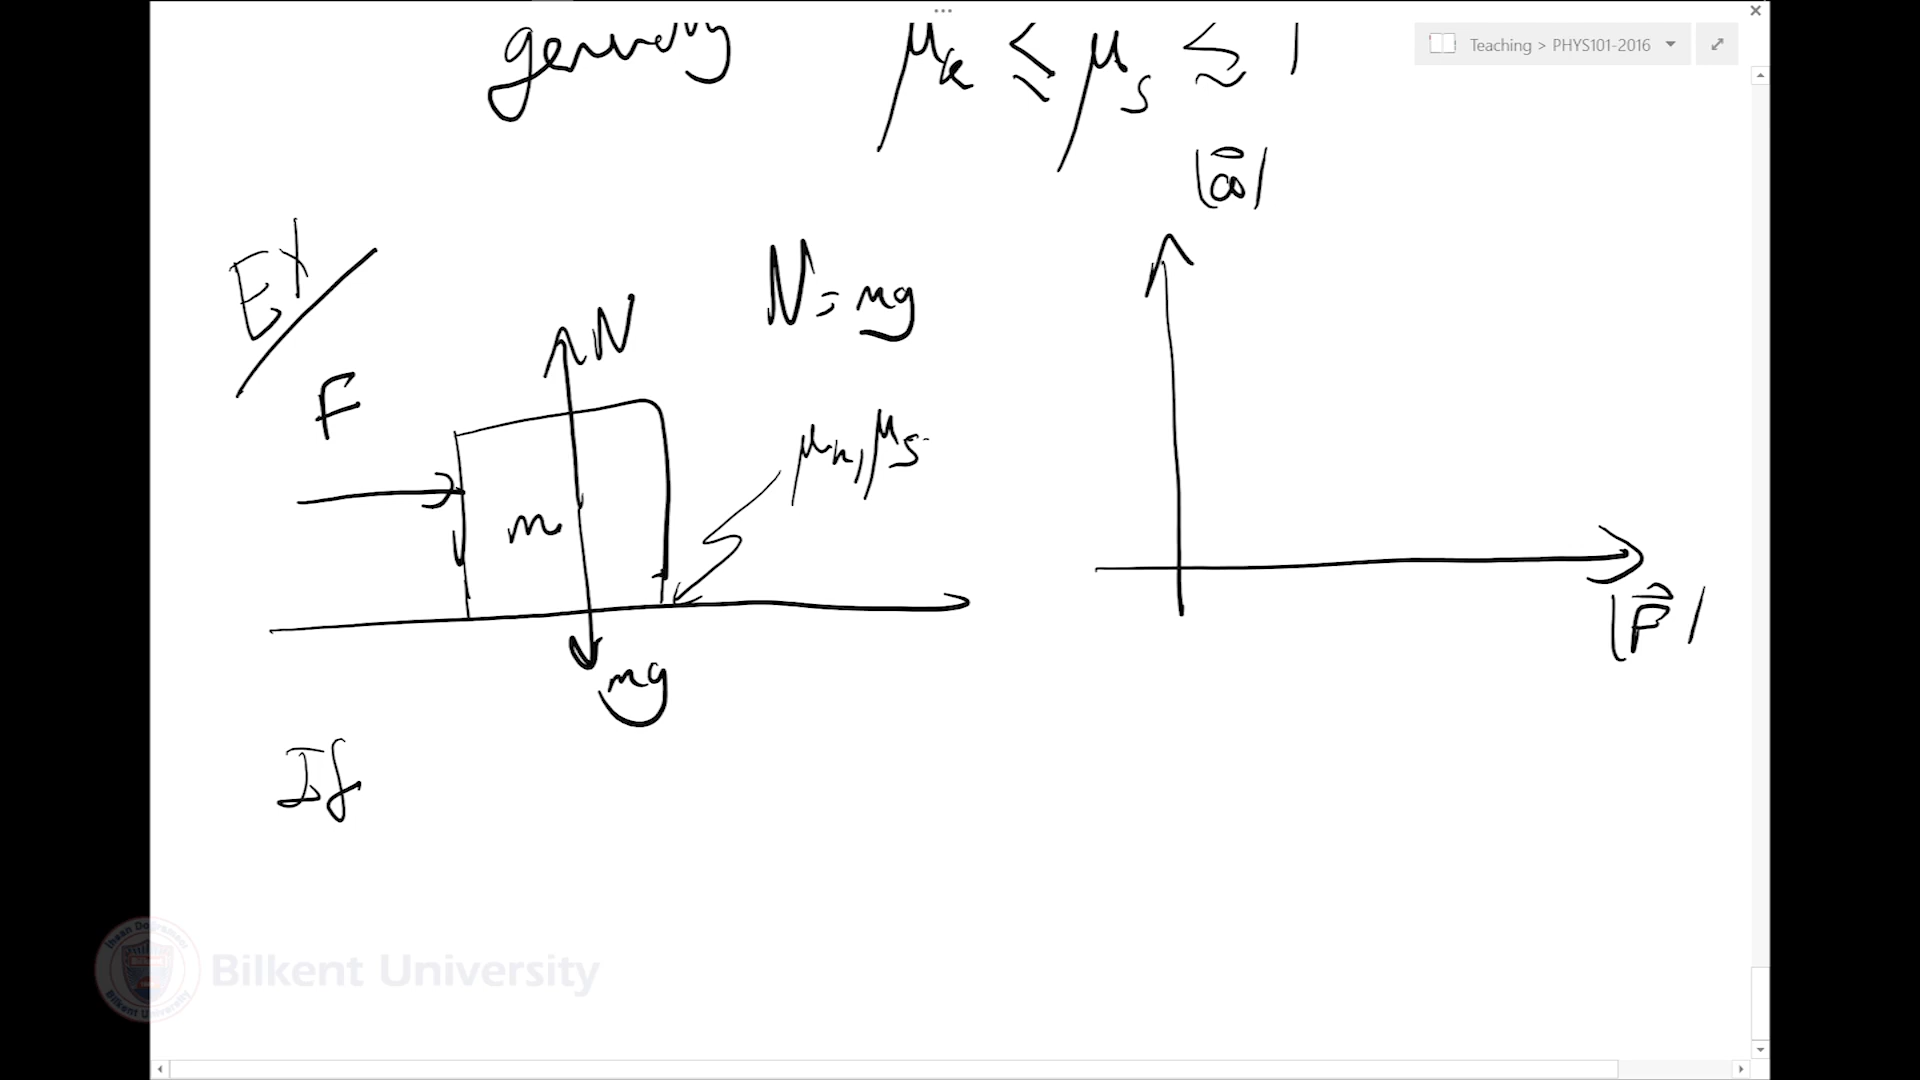 generally μk ≤ μs ≲ 1
Teaching > PHYS101-2016
|a|
Ex/
N = mg
N
F
μk, μs
m
|F|
mg
If
Bilkent University